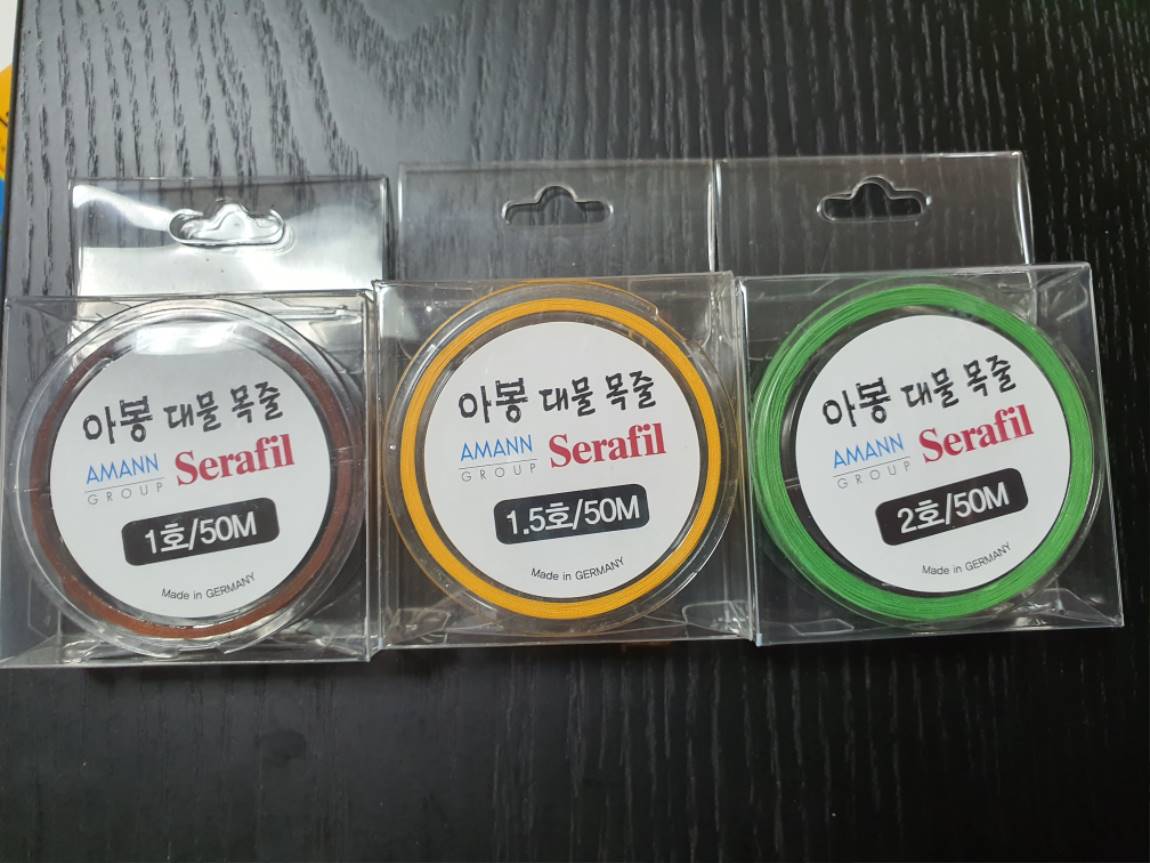 아봉 대물 목줄
AMANN GROUP Serafil
1호/50M
Made in GERMANY
아봉 대물 목줄
AMANN GROUP Serafil
1.5호/50M
Made in GERMANY
아봉 대물 목줄
AMANN GROUP Serafil
2호/50M
Made in GERMANY